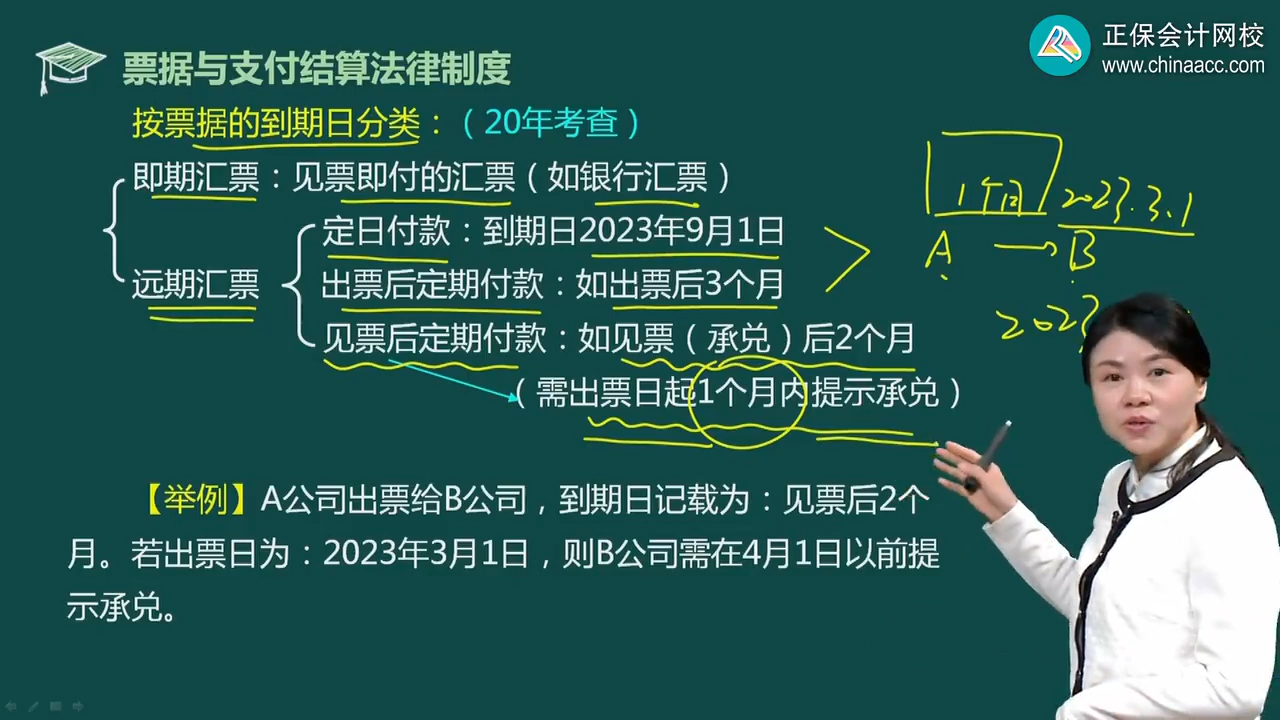 正保会计网校
www.chinaacc.com
票据与支付结算法律制度
按票据的到期日分类：（20年考查）
即期汇票：见票即付的汇票（如银行汇票）
定日付款：到期日2023年9月1日
远期汇票
出票后定期付款：如出票后3个月
见票后定期付款：如见票（承兑）后2个月
（需出票日起1个月内提示承兑）
1个月 2023.3.1
A → B
2023
【举例】A公司出票给B公司，到期日记载为：见票后2个
月。若出票日为：2023年3月1日，则B公司需在4月1日以前提
示承兑。